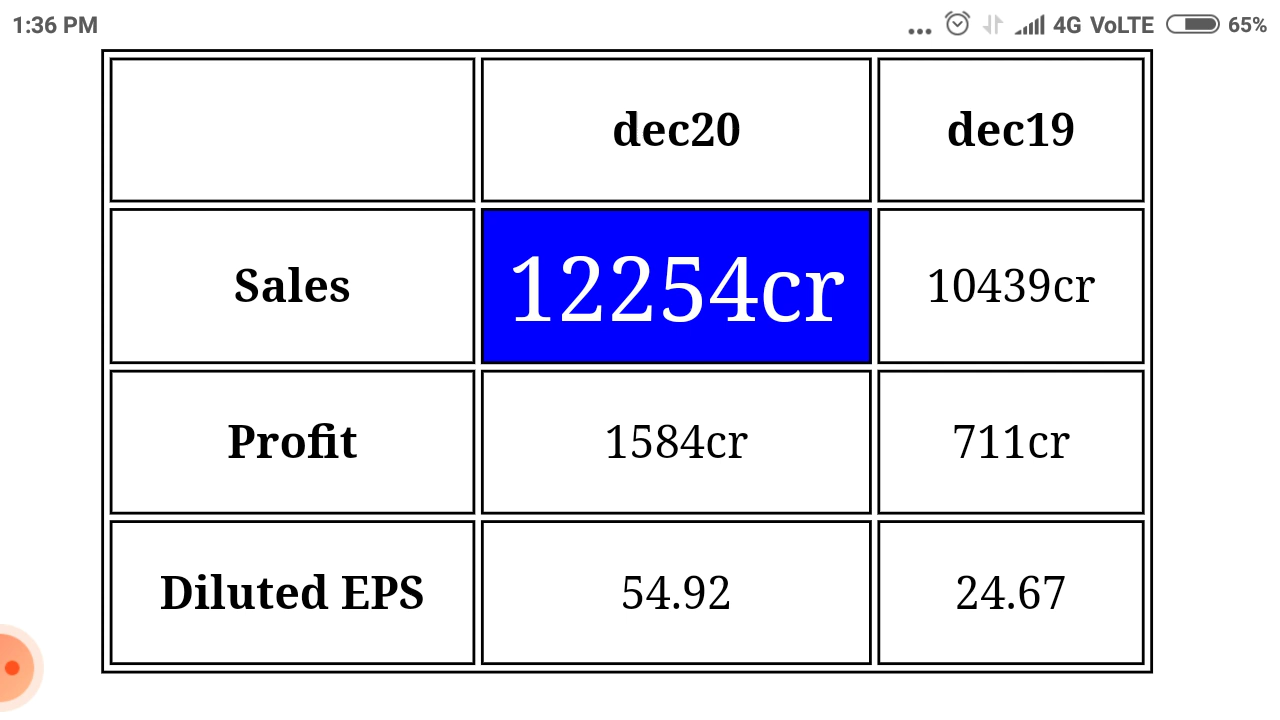 1:36 PM ... 4G VoLTE 65%
dec20 dec19
Sales 12254cr 10439cr
Profit 1584cr 711cr
Diluted EPS 54.92 24.67